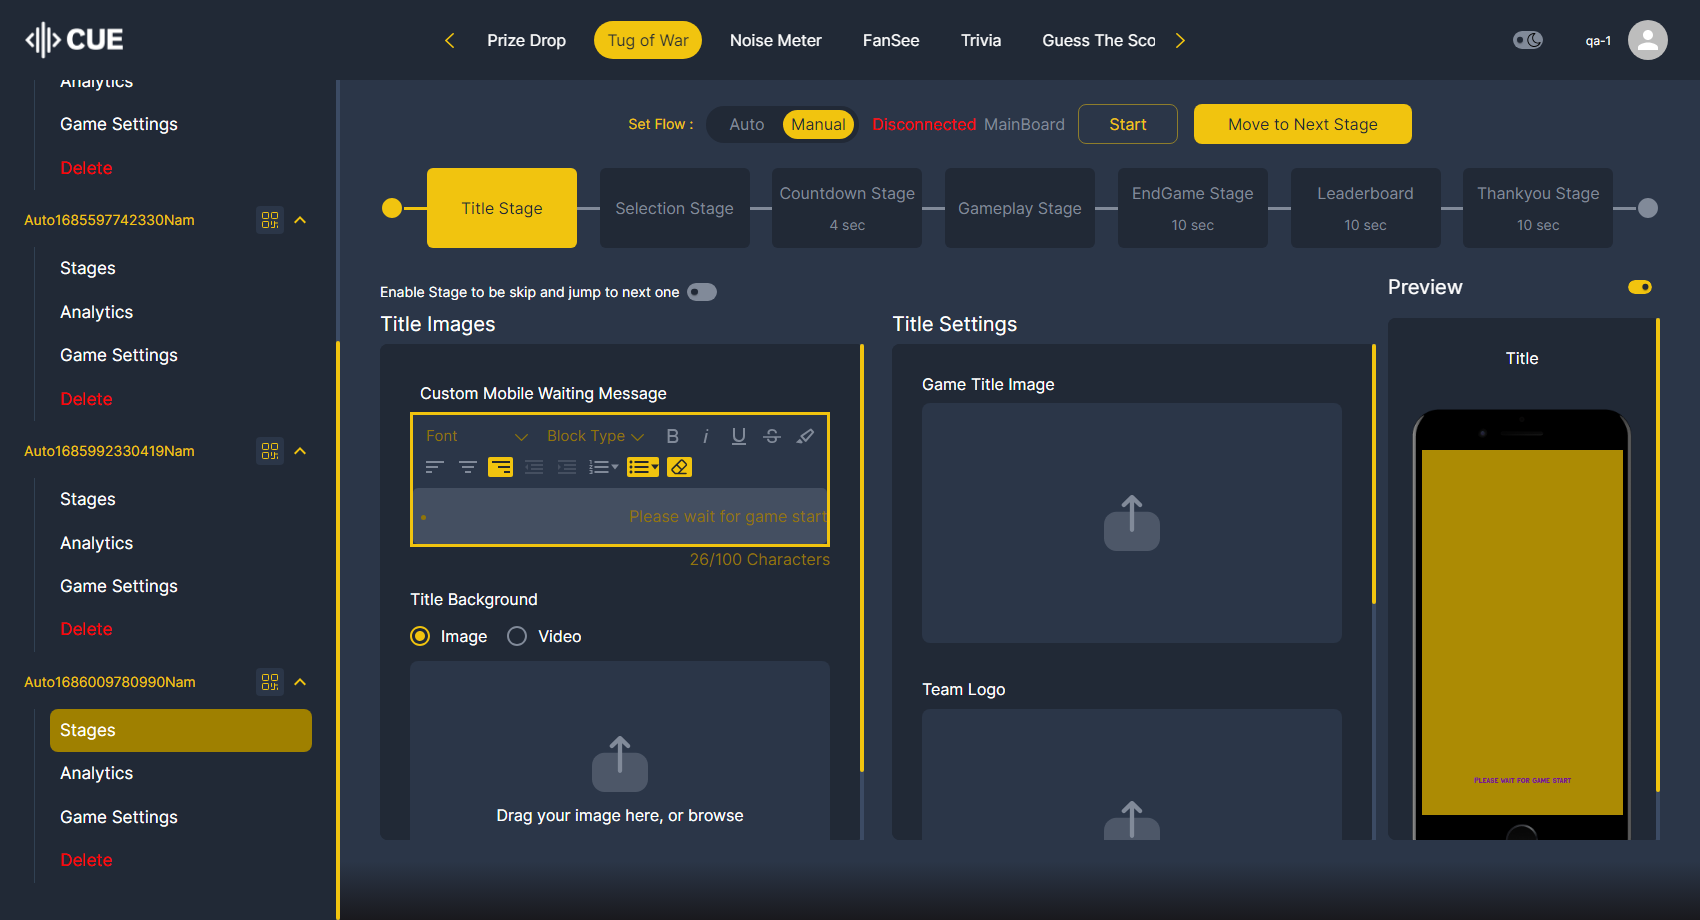 CUE
Prize Drop
Tug of War
Noise Meter
FanSee
Trivia
Guess The Sco
qa-1
Analytics
Game Settings
Delete
Auto1685597742330Nam
Stages
Analytics
Game Settings
Delete
Auto1685992330419Nam
Stages
Analytics
Game Settings
Delete
Auto1686009780990Nam
Stages
Analytics
Game Settings
Delete
Set Flow :
Auto
Manual
Disconnected MainBoard
Start
Move to Next Stage
Title Stage
Selection Stage
Countdown Stage
4 sec
Gameplay Stage
EndGame Stage
10 sec
Leaderboard
10 sec
Thankyou Stage
10 sec
Enable Stage to be skip and jump to next one
Title Images
Custom Mobile Waiting Message
Font
Block Type
B
i
U
S
• Please wait for game start
26/100 Characters
Title Background
Image
Video
Drag your image here, or browse
Title Settings
Game Title Image
Team Logo
Preview
Title
Please wait for game start